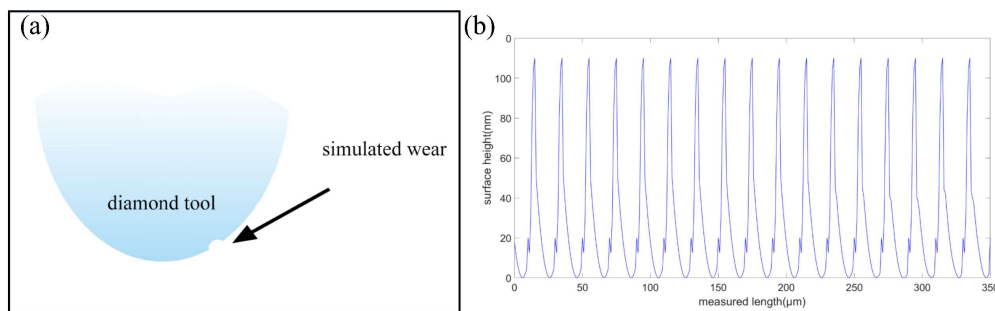 (a)
simulated wear
diamond tool
(b)
0
100
80
60
40
20
0
surface height(nm)
0 50 100 150 200 250 300 350
measured length(μm)